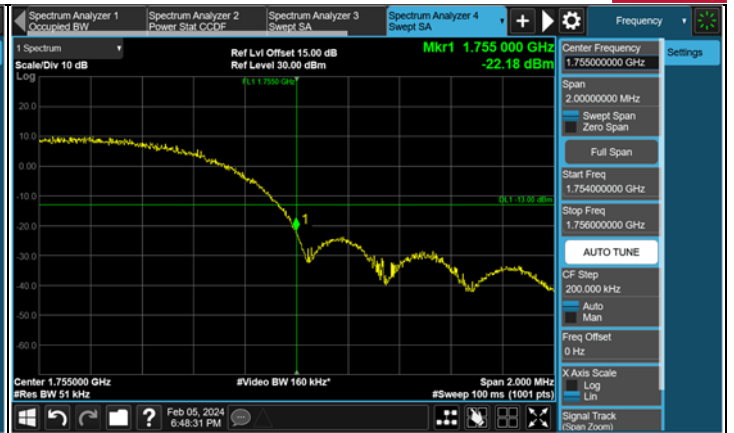 Spectrum Analyzer 1
Occupied BW
Spectrum Analyzer 2
Power Stat CCDF
Spectrum Analyzer 3
Swept SA
Spectrum Analyzer 4
Swept SA
Frequency
1 Spectrum
Scale/Div 10 dB
Log
Ref Lvl Offset 15.00 dB
Ref Level 30.00 dBm
Mkr1 1.755 000 GHz
-22.18 dBm
FL1 1.7550 GHz
20.0
10.0
0.00
-10.0
-20.0
-30.0
-40.0
-50.0
-60.0
DL1 -13.00 dBm
1
Center 1.755000 GHz
#Res BW 51 kHz
#Video BW 160 kHz*
Span 2.000 MHz
#Sweep 100 ms (1001 pts)
Feb 05, 2024
6:48:31 PM
Center Frequency
1.755000000 GHz
Span
2.00000000 MHz
Swept Span
Zero Span
Full Span
Start Freq
1.754000000 GHz
Stop Freq
1.756000000 GHz
AUTO TUNE
CF Step
200.000 kHz
Auto
Man
Freq Offset
0 Hz
X Axis Scale
Log
Lin
Signal Track
(Span Zoom)
Settings